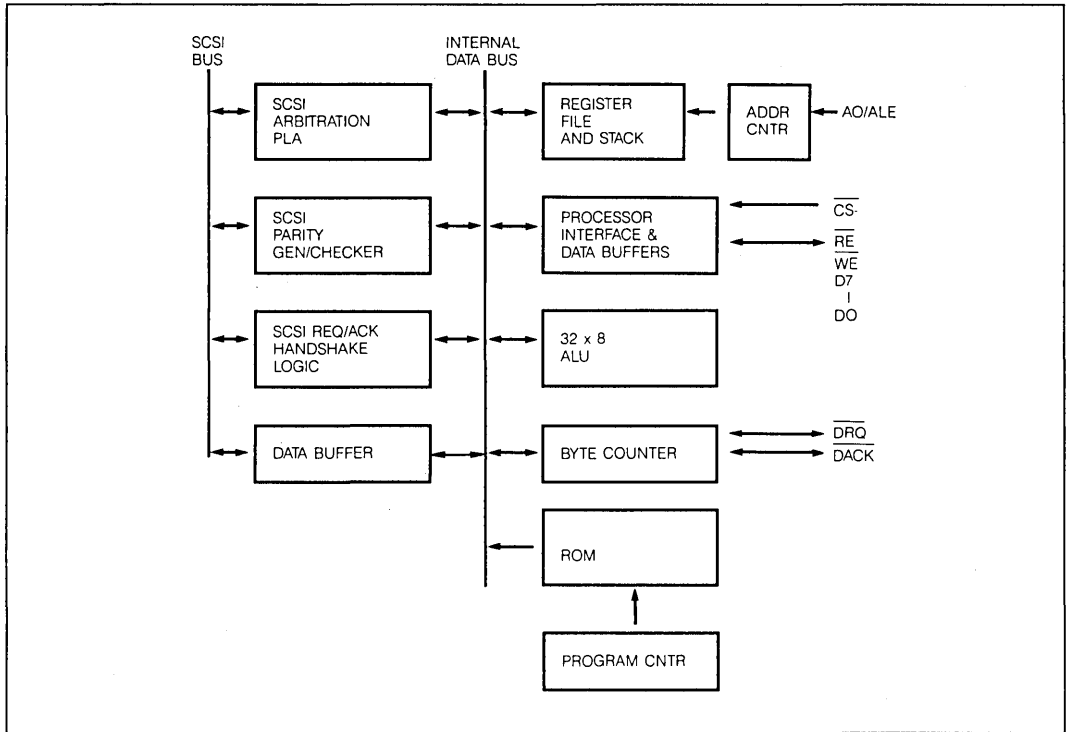 SCSI
BUS
INTERNAL
DATA BUS
SCSI
ARBITRATION
PLA
REGISTER
FILE
AND STACK
ADDR
CNTR
AO/ALE
SCSI
PARITY
GEN/CHECKER
PROCESSOR
INTERFACE &
DATA BUFFERS
CS
RE
WE
D7
DO
SCSI REQ/ACK
HANDSHAKE
LOGIC
32 x 8
ALU
DATA BUFFER
BYTE COUNTER
DRQ
DACK
ROM
PROGRAM CNTR